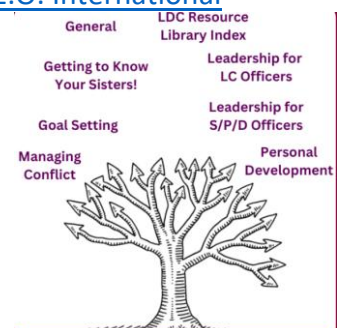 International
General
LDC Resource
Library Index
Getting to Know
Your Sisters!
Leadership for
LC Officers
Goal Setting
Leadership for
S/P/D Officers
Managing
Conflict
Personal
Development